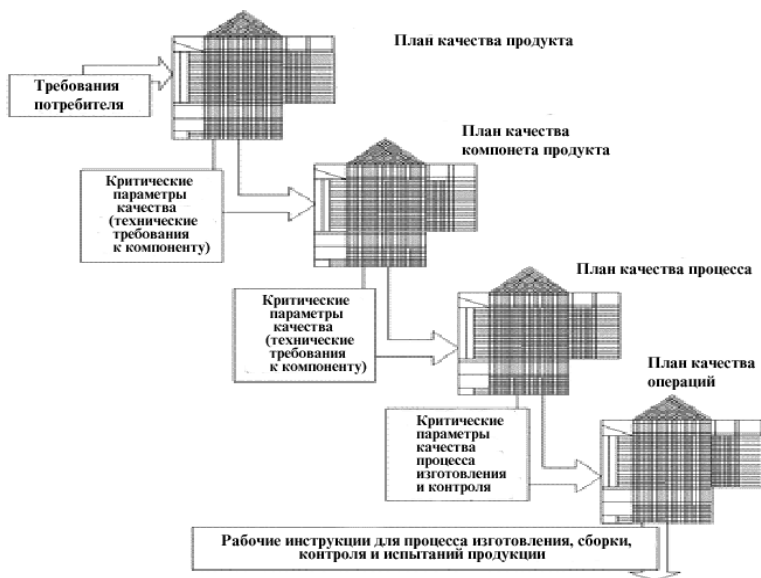 План качества продукта
Требования
потребителя
План качества
компонета продукта
Критические
параметры
качества
(технические
требования
к компоненту)
План качества процесса
Критические
параметры
качества
(технические
требования
к компоненту)
План качества
операций
Критические
параметры
качества
процесса
изготовления
и контроля
Рабочие инструкции для процесса изготовления, сборки,
контроля и испытаний продукции